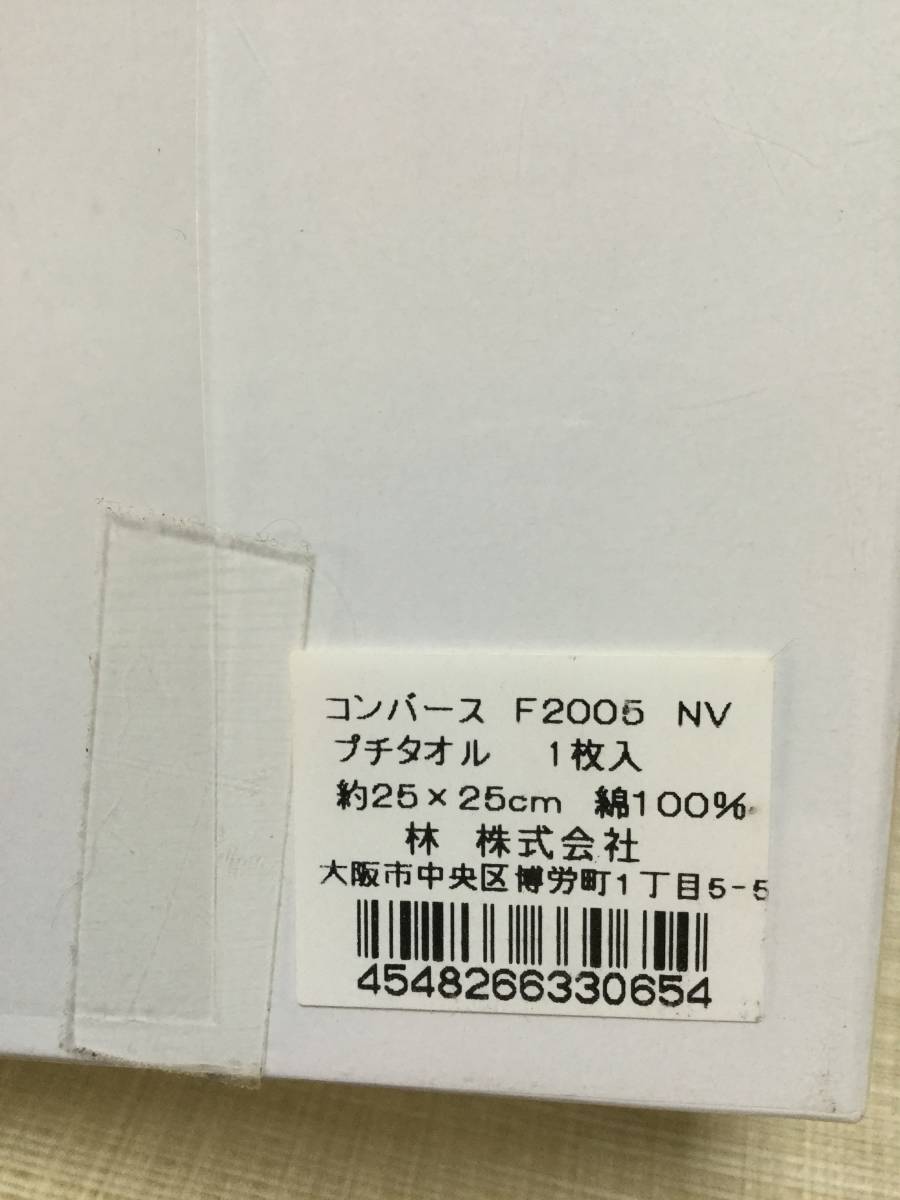 コンバース F2005 NV
プチタオル 1枚入
約25×25cm 綿100%
林 株式会社
大阪市中央区博労町1丁目5-5
4548266330654